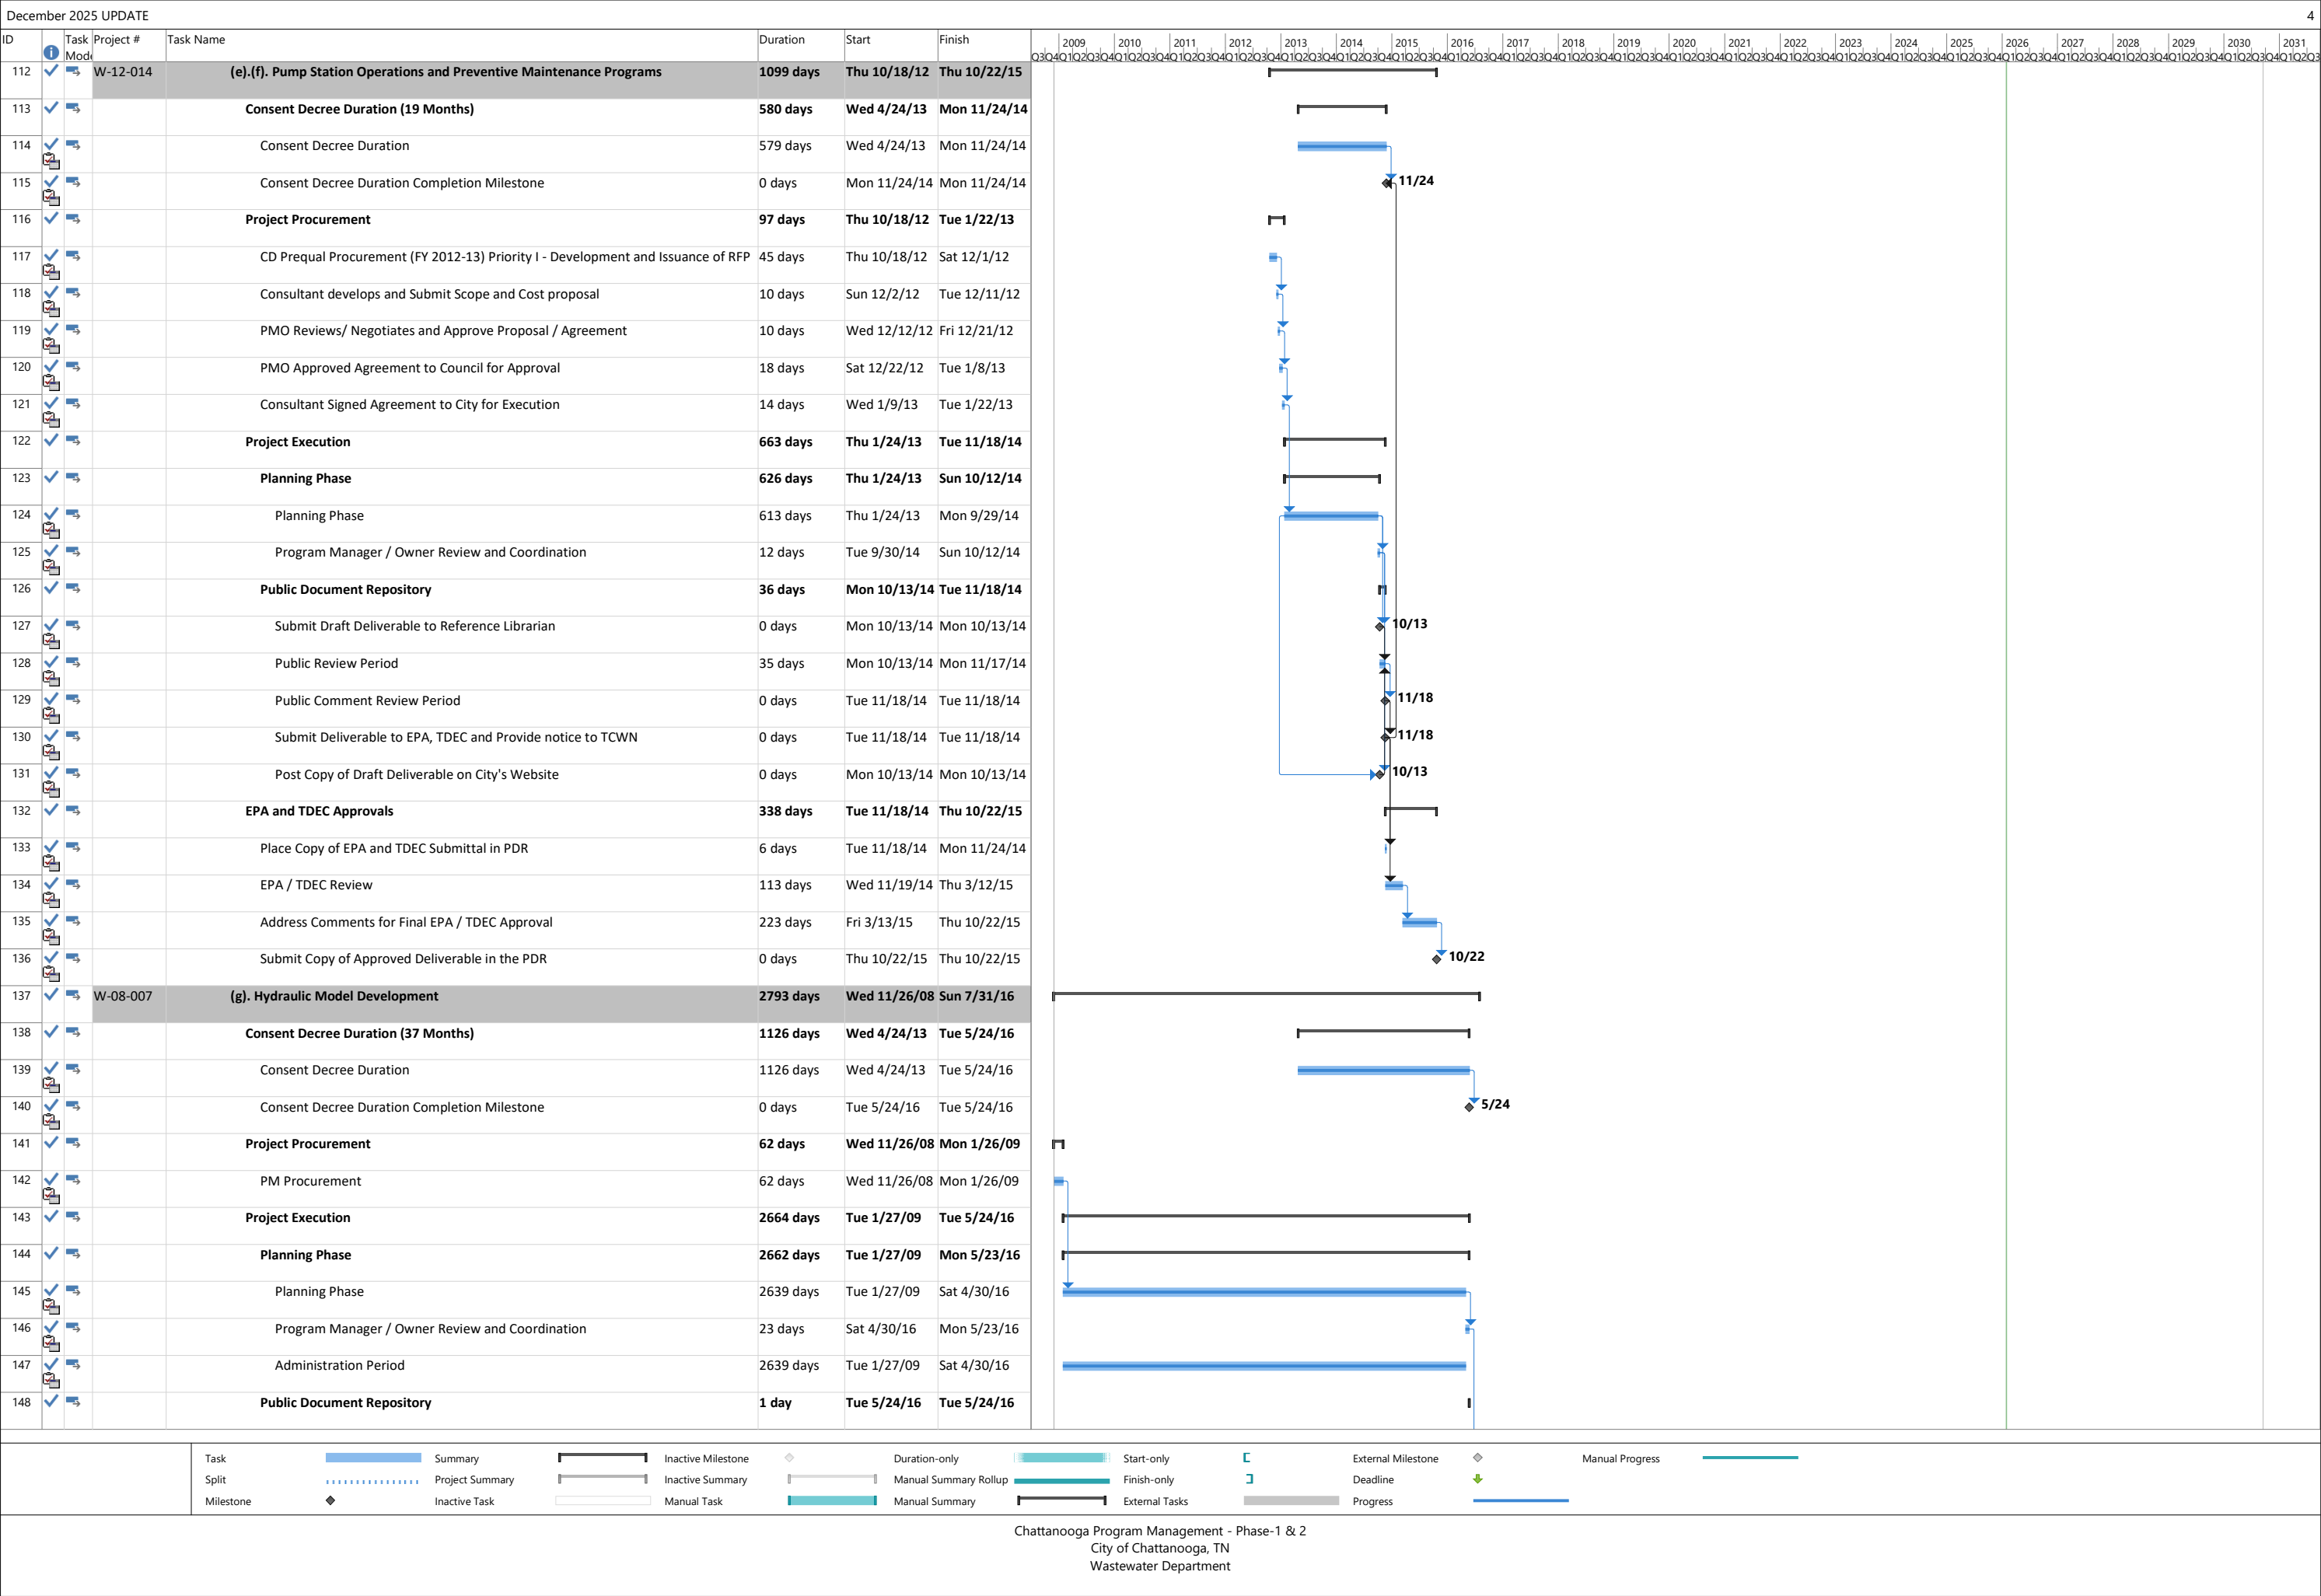 December 2025 UPDATE 4
ID Task Mode Project # Task Name Duration Start Finish 2009 2010 2011 2012 2013 2014 2015 2016 2017 2018 2019 2020 2021 2022 2023 2024 2025 2026 2027 2028 2029 2030 2031
112 W-12-014 (e).(f). Pump Station Operations and Preventive Maintenance Programs 1099 days Thu 10/18/12 Thu 10/22/15
113 Consent Decree Duration (19 Months) 580 days Wed 4/24/13 Mon 11/24/14
114 Consent Decree Duration 579 days Wed 4/24/13 Mon 11/24/14
115 Consent Decree Duration Completion Milestone 0 days Mon 11/24/14 Mon 11/24/14 11/24
116 Project Procurement 97 days Thu 10/18/12 Tue 1/22/13
117 CD Prequal Procurement (FY 2012-13) Priority I - Development and Issuance of RFP 45 days Thu 10/18/12 Sat 12/1/12
118 Consultant develops and Submit Scope and Cost proposal 10 days Sun 12/2/12 Tue 12/11/12
119 PMO Reviews/ Negotiates and Approve Proposal / Agreement 10 days Wed 12/12/12 Fri 12/21/12
120 PMO Approved Agreement to Council for Approval 18 days Sat 12/22/12 Tue 1/8/13
121 Consultant Signed Agreement to City for Execution 14 days Wed 1/9/13 Tue 1/22/13
122 Project Execution 663 days Thu 1/24/13 Tue 11/18/14
123 Planning Phase 626 days Thu 1/24/13 Sun 10/12/14
124 Planning Phase 613 days Thu 1/24/13 Mon 9/29/14
125 Program Manager / Owner Review and Coordination 12 days Tue 9/30/14 Sun 10/12/14
126 Public Document Repository 36 days Mon 10/13/14 Tue 11/18/14
127 Submit Draft Deliverable to Reference Librarian 0 days Mon 10/13/14 Mon 10/13/14 10/13
128 Public Review Period 35 days Mon 10/13/14 Mon 11/17/14
129 Public Comment Review Period 0 days Tue 11/18/14 Tue 11/18/14 11/18
130 Submit Deliverable to EPA, TDEC and Provide notice to TCWN 0 days Tue 11/18/14 Tue 11/18/14 11/18
131 Post Copy of Draft Deliverable on City's Website 0 days Mon 10/13/14 Mon 10/13/14 10/13
132 EPA and TDEC Approvals 338 days Tue 11/18/14 Thu 10/22/15
133 Place Copy of EPA and TDEC Submittal in PDR 6 days Tue 11/18/14 Mon 11/24/14
134 EPA / TDEC Review 113 days Wed 11/19/14 Thu 3/12/15
135 Address Comments for Final EPA / TDEC Approval 223 days Fri 3/13/15 Thu 10/22/15
136 Submit Copy of Approved Deliverable in the PDR 0 days Thu 10/22/15 Thu 10/22/15 10/22
137 W-08-007 (g). Hydraulic Model Development 2793 days Wed 11/26/08 Sun 7/31/16
138 Consent Decree Duration (37 Months) 1126 days Wed 4/24/13 Tue 5/24/16
139 Consent Decree Duration 1126 days Wed 4/24/13 Tue 5/24/16
140 Consent Decree Duration Completion Milestone 0 days Tue 5/24/16 Tue 5/24/16 5/24
141 Project Procurement 62 days Wed 11/26/08 Mon 1/26/09
142 PM Procurement 62 days Wed 11/26/08 Mon 1/26/09
143 Project Execution 2664 days Tue 1/27/09 Tue 5/24/16
144 Planning Phase 2662 days Tue 1/27/09 Mon 5/23/16
145 Planning Phase 2639 days Tue 1/27/09 Sat 4/30/16
146 Program Manager / Owner Review and Coordination 23 days Sat 4/30/16 Mon 5/23/16
147 Administration Period 2639 days Tue 1/27/09 Sat 4/30/16
148 Public Document Repository 1 day Tue 5/24/16 Tue 5/24/16
Task Summary Inactive Milestone Duration-only Start-only External Milestone Manual Progress
Split Project Summary Inactive Summary Manual Summary Rollup Finish-only Deadline
Milestone Inactive Task Manual Task Manual Summary External Tasks Progress
Chattanooga Program Management - Phase-1 & 2
City of Chattanooga, TN
Wastewater Department